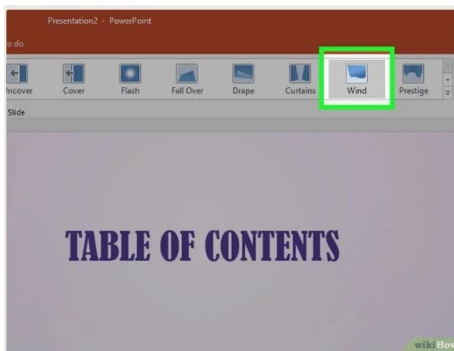 Presentation2 - PowerPoint
e do
Uncover Cover Flash Fall Over Drape Curtains Wind Prestige
Slide
TABLE OF CONTENTS
wikiHow